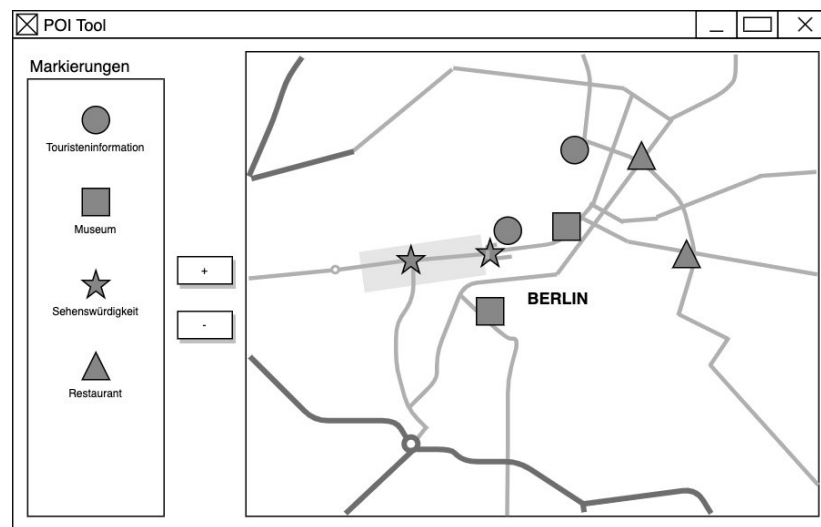 POI Tool
Markierungen
Touristeninformation
Museum
Sehenswürdigkeit
Restaurant
+
-
BERLIN